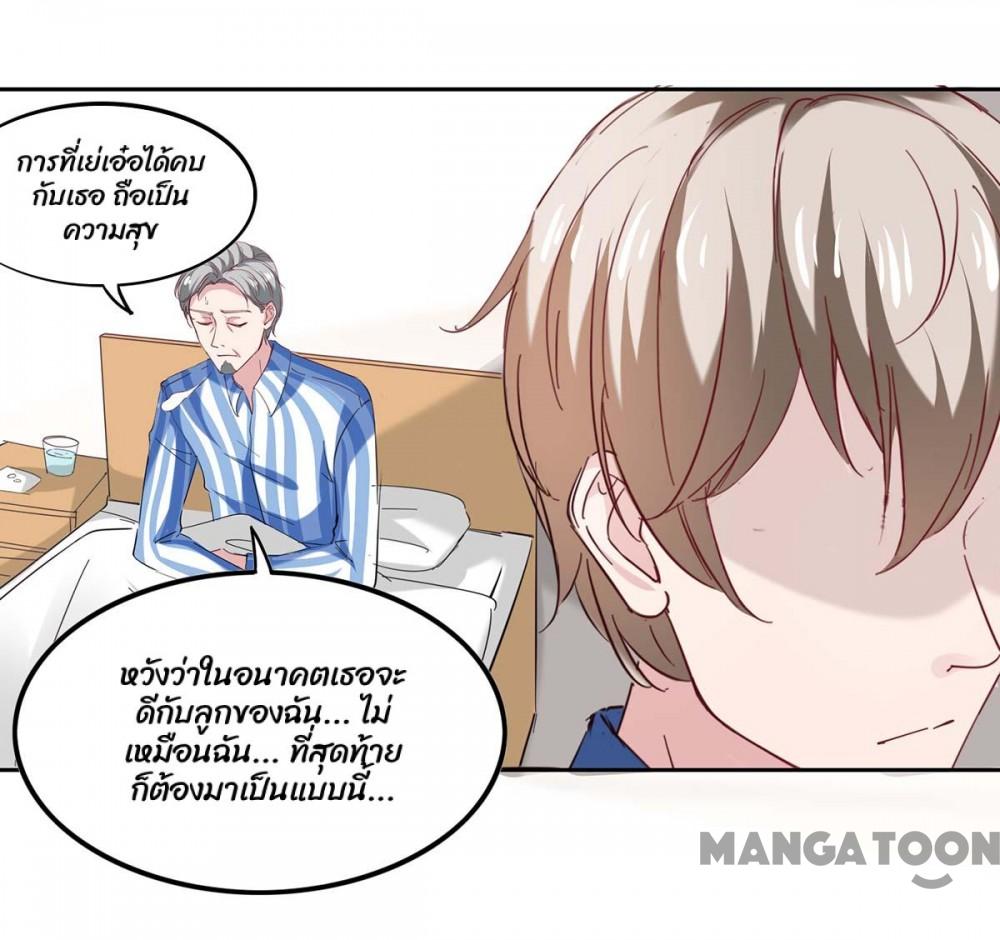 การที่เย่เอ๋อได้คบ
กับเธอ ถือเป็น
ความสุข
หวังว่าในอนาคตเธอจะ
ดีกับลูกของฉัน... ไม่
เหมือนฉัน... ที่สุดท้าย
ก็ต้องมาเป็นแบบนี้...
MANGATOON